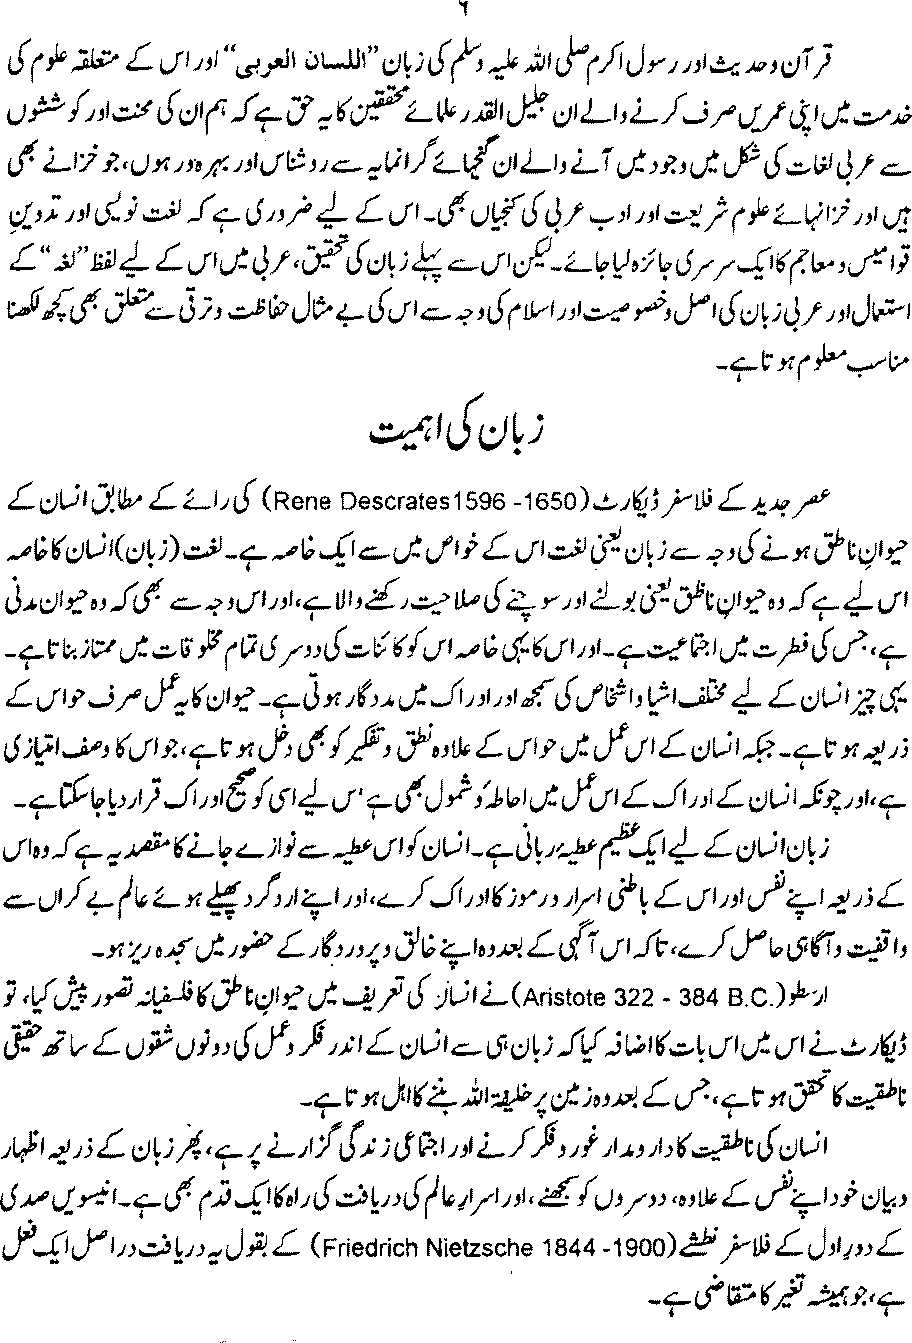 ٦
قرآن و حدیث اور رسول اکرم صلی اللہ علیہ وسلم کی زبان ”اللسان العربی“ اور اس کے متعلقہ علوم کی
خدمت میں اپنی عمریں صرف کرنے والے ان جلیل القدر علمائے محققین کا یہ حق ہے کہ ہم ان کی محنت اور کوششوں
سے عربی لغات کی شکل میں وجود میں آنے والے ان گنجہائے گرانمایہ سے روشناس اور بہرہ ور ہوں، جو خزانے بھی
ہیں اور خزانہائے علوم شریعت اور ادب عربی کی کنجیاں بھی۔ اس کے لیے ضروری ہے کہ لغت نویسی اور تدوینِ
قوامیس و معاجم کا ایک سرسری جائزہ لیا جائے۔ لیکن اس سے پہلے زبان کی تحقیق، عربی میں اس کے لیے لفظ ”لغہ“ کے
استعمال اور عربی زبان کی اصل و خصوصیت اور اسلام کی وجہ سے اس کی بے مثال حفاظت و ترقی سے متعلق بھی کچھ لکھنا
مناسب معلوم ہوتا ہے۔
زبان کی اہمیت
عصر جدید کے فلاسفر ڈیکارٹ (Rene Descrates1596 -1650) کی رائے کے مطابق انسان کے
حیوانِ ناطق ہونے کی وجہ سے زبان یعنی لغت اس کے خواص میں سے ایک خاصہ ہے۔ لغت (زبان) انسان کا خاصہ
اس لیے ہے کہ وہ حیوانِ ناطق یعنی بولنے اور سوچنے کی صلاحیت رکھنے والا ہے، اور اس وجہ سے بھی کہ وہ حیوان مدنی
ہے، جس کی فطرت میں اجتماعیت ہے۔ اور اس کا یہی خاصہ اس کو کائنات کی دوسری تمام مخلوقات میں ممتاز بناتا ہے۔
یہی چیز انسان کے لیے مختلف اشیا و اشخاص کی سمجھ اور ادراک میں مددگار ہوتی ہے۔ حیوان کا یہ عمل صرف حواس کے
ذریعہ ہوتا ہے۔ جبکہ انسان کے اس عمل میں حواس کے علاوہ نطق و تفکیر کو بھی دخل ہوتا ہے، جو اس کا وصف امتیازی
ہے، اور چونکہ انسان کے ادراک کے اس عمل میں احاطہ و شمول بھی ہے س لیے اسی کو صحیح ادراک قرار دیا جاسکتا ہے۔
زبان انسان کے لیے ایک عظیم عطیۂ ربانی ہے۔ انسان کو اس عطیہ سے نوازے جانے کا مقصد یہ ہے کہ وہ اس
کے ذریعہ اپنے نفس اور اس کے باطنی اسرار و رموز کا ادراک کرے، اور اپنے ارد گرد پھیلے ہوئے عالم بے کراں سے
واقفیت و آگاہی حاصل کرے، تاکہ اس آگہی کے بعد وہ اپنے خالق و پروردگار کے حضور میں سجدہ ریز ہو۔
ارسطو (Aristote 322 - 384 B.C.) نے انسان کی تعریف میں حیوانِ ناطق کا فلسفیانہ تصور پیش کیا، تو
ڈیکارٹ نے اس میں اس بات کا اضافہ کیا کہ زبان ہی سے انسان کے اندر فکر و عمل کی دونوں شقوں کے ساتھ حقیقی
ناطقیت کا تحقق ہوتا ہے، جس کے بعد وہ زمین پر خلیفۃ اللہ بننے کا اہل ہوتا ہے۔
انسان کی ناطقیت کا دارومدار غور و فکر کرنے اور اجتماعی زندگی گزارنے پر ہے، پھر زبان کے ذریعہ اظہار
و بیان خود اپنے نفس کے علاوہ، دوسروں کو سمجھنے، اور اسرارِ عالم کی دریافت کی راہ کا ایک قدم بھی ہے۔ انیسویں صدی
کے دورِ اول کے فلاسفر نطشے (Friedrich Nietzsche 1844 -1900) کے بقول یہ دریافت دراصل ایک فعل
ہے، جو ہمیشہ تغیر کا متقاضی ہے۔